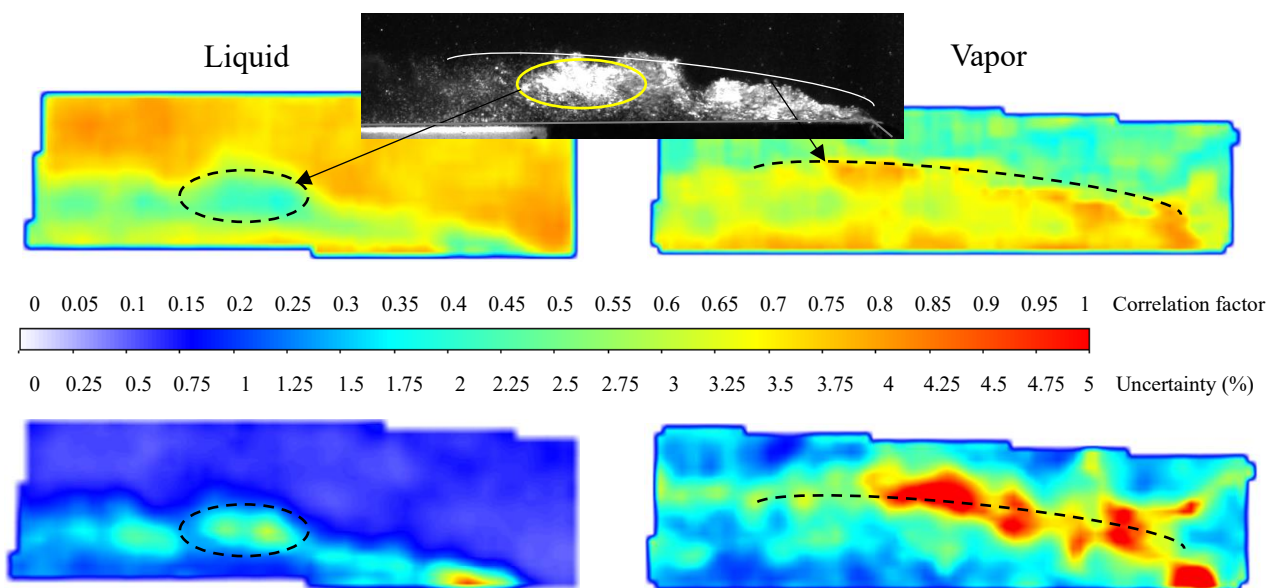 Liquid
Vapor
0 0.05 0.1 0.15 0.2 0.25 0.3 0.35 0.4 0.45 0.5 0.55 0.6 0.65 0.7 0.75 0.8 0.85 0.9 0.95 1 Correlation factor
0 0.25 0.5 0.75 1 1.25 1.5 1.75 2 2.25 2.5 2.75 3 3.25 3.5 3.75 4 4.25 4.5 4.75 5 Uncertainty (%)